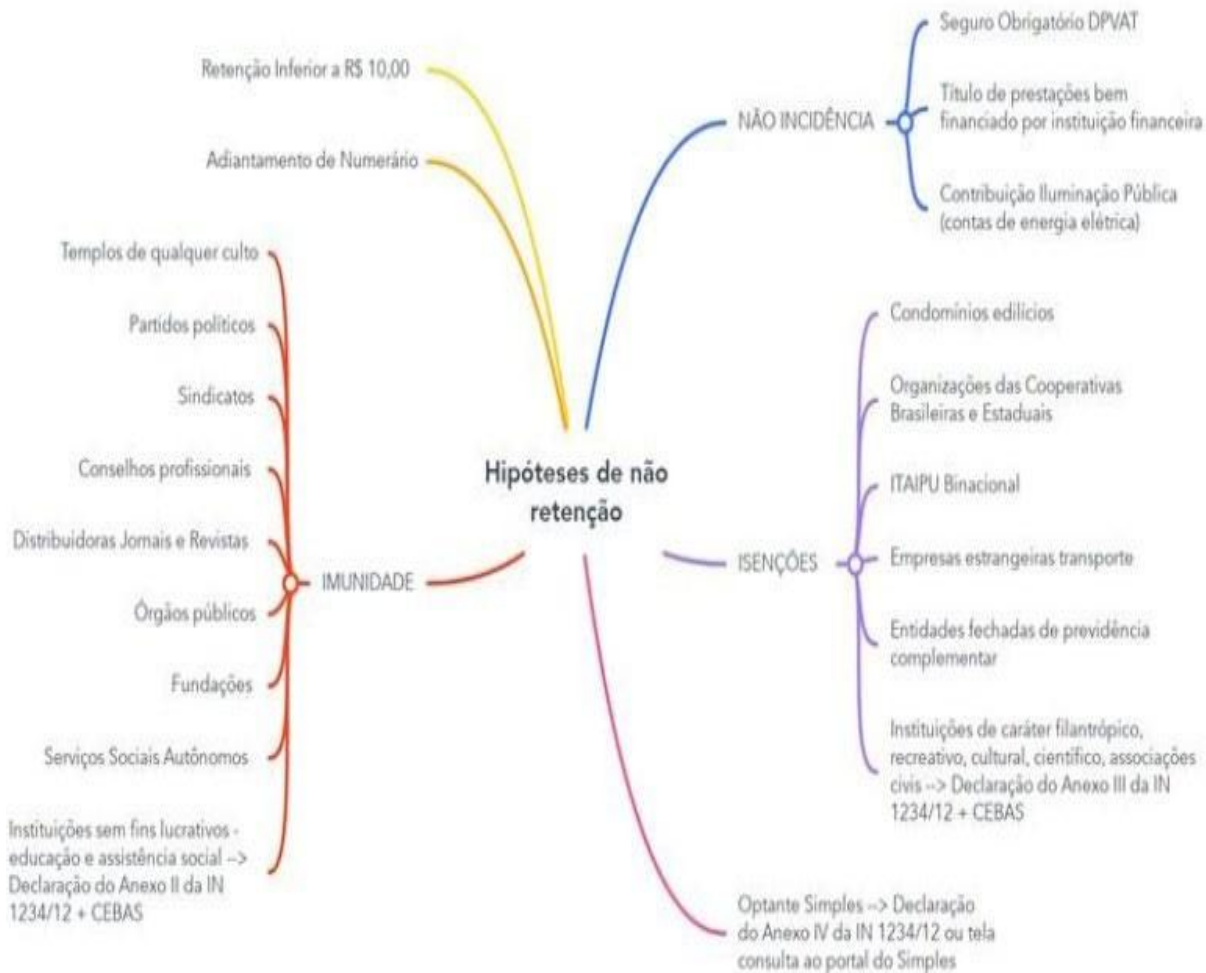 Hipóteses de não
retenção
Retenção Inferior a R$ 10,00
Adiantamento de Numerário
IMUNIDADE
Templos de qualquer culto
Partidos políticos
Sindicatos
Conselhos profissionais
Distribuidoras Jornais e Revistas
Órgãos públicos
Fundações
Serviços Sociais Autônomos
Instituições sem fins lucrativos -
educação e assistência social -->
Declaração do Anexo II da IN
1234/12 + CEBAS
NÃO INCIDÊNCIA
Seguro Obrigatório DPVAT
Título de prestações bem
financiado por instituição financeira
Contribuição Iluminação Pública
(contas de energia elétrica)
ISENÇÕES
Condomínios edilícios
Organizações das Cooperativas
Brasileiras e Estaduais
ITAIPU Binacional
Empresas estrangeiras transporte
Entidades fechadas de previdência
complementar
Instituições de caráter filantrópico,
recreativo, cultural, científico, associações
civis --> Declaração do Anexo III da IN
1234/12 + CEBAS
Optante Simples --> Declaração
do Anexo IV da IN 1234/12 ou tela
consulta ao portal do Simples